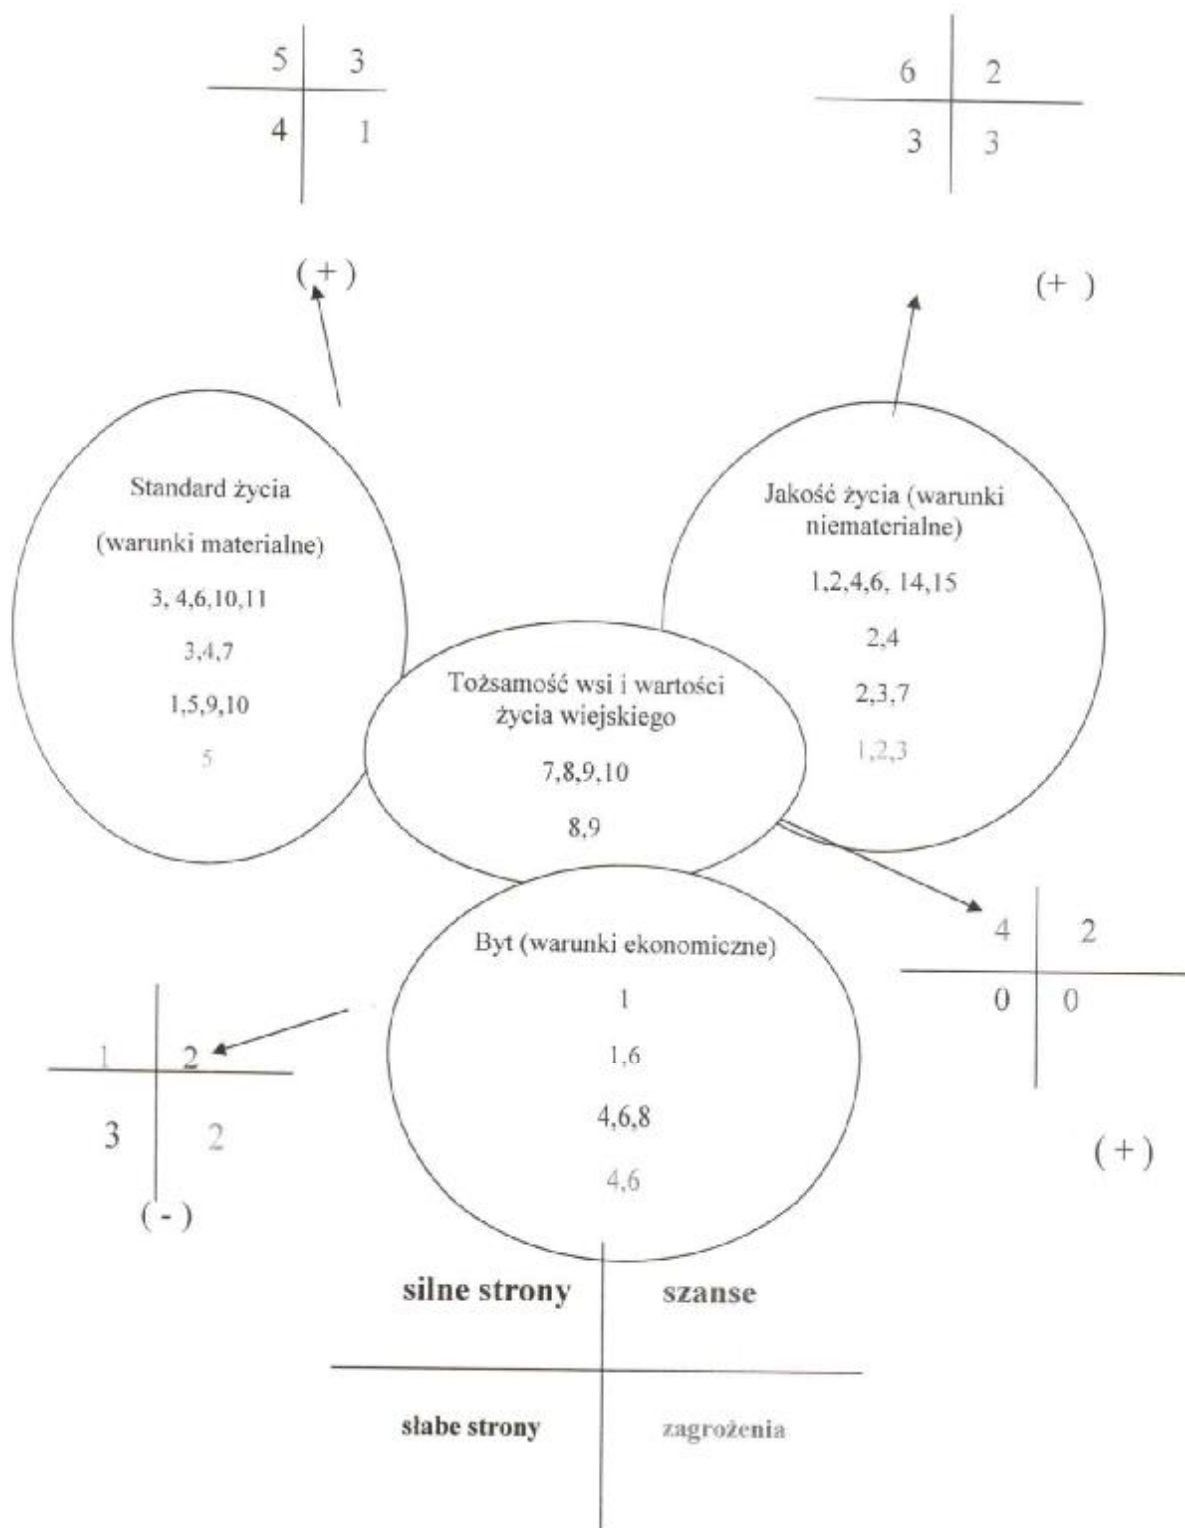 5 3
4 1
6 2
3 3
( + )
(+ )
Standard życia
(warunki materialne)
3, 4,6,10,11
3,4,7
1,5,9,10
5
Jakość życia (warunki
niematerialne)
1,2,4,6, 14,15
2,4
2,3,7
1,2,3
Tożsamość wsi i wartości
życia wiejskiego
7,8,9,10
8,9
4 2
0 0
( + )
Byt (warunki ekonomiczne)
1
1,6
4,6,8
4,6
1 2
3 2
( - )
silne strony szanse
słabe strony zagrożenia